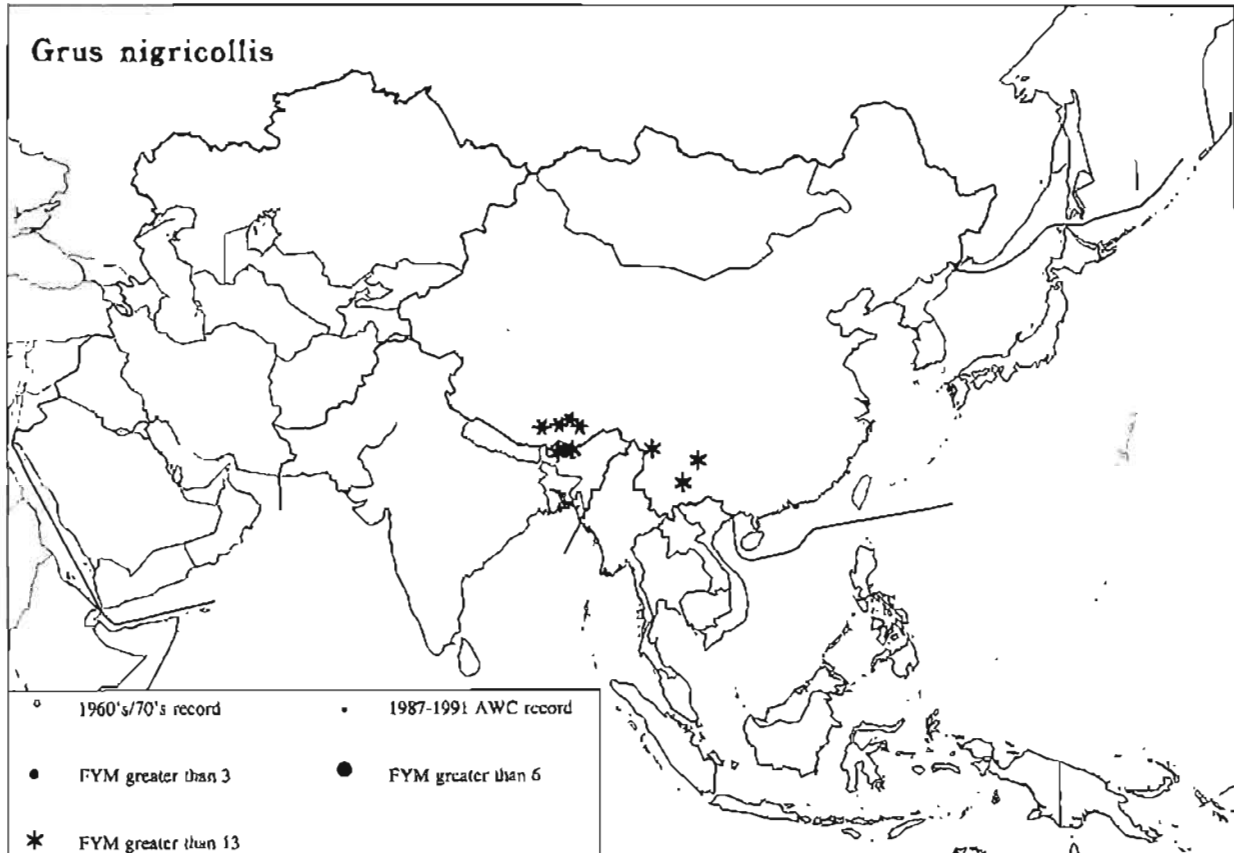 Grus nigricollis
1960's/70's record
1987-1991 AWC record
FYM greater than 3
FYM greater than 6
FYM greater than 13